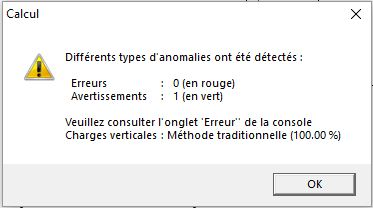 Calcul
Différents types d'anomalies ont été détectés :
Erreurs : 0 (en rouge)
Avertissements : 1 (en vert)
Veuillez consulter l'onglet 'Erreur'' de la console
Charges verticales : Méthode traditionnelle (100.00 %)
OK